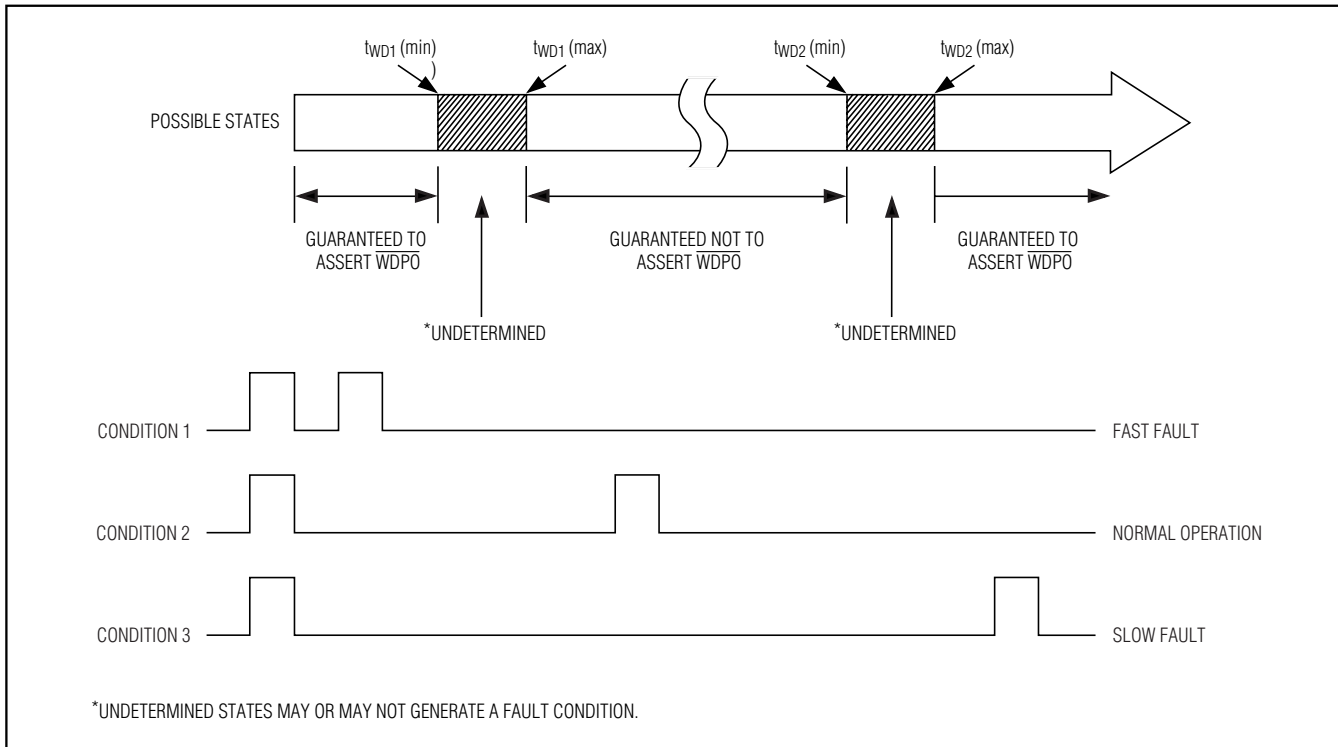 tWD1 (min)
)
tWD1 (max)
tWD2 (min)
tWD2 (max)
POSSIBLE STATES
GUARANTEED TO
ASSERT WDPO
GUARANTEED NOT TO
ASSERT WDPO
GUARANTEED TO
ASSERT WDPO
*UNDETERMINED
*UNDETERMINED
CONDITION 1
FAST FAULT
CONDITION 2
NORMAL OPERATION
CONDITION 3
SLOW FAULT
*UNDETERMINED STATES MAY OR MAY NOT GENERATE A FAULT CONDITION.